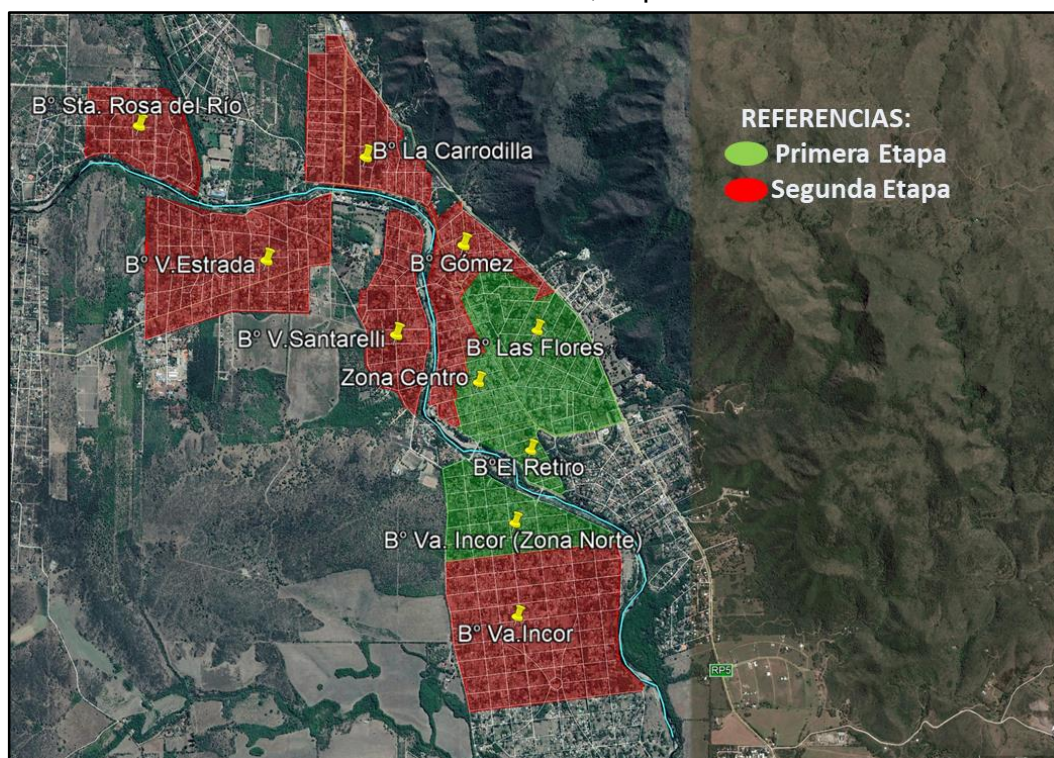 B° Sta. Rosa del Río
B° La Carrodilla
REFERENCIAS:
Primera Etapa
Segunda Etapa
B° V.Estrada
B° Gómez
B° V.Santarelli
B° Las Flores
Zona Centro
B°El Retiro
B° Va. Incor (Zona Norte)
B° Va.Incor
RP5